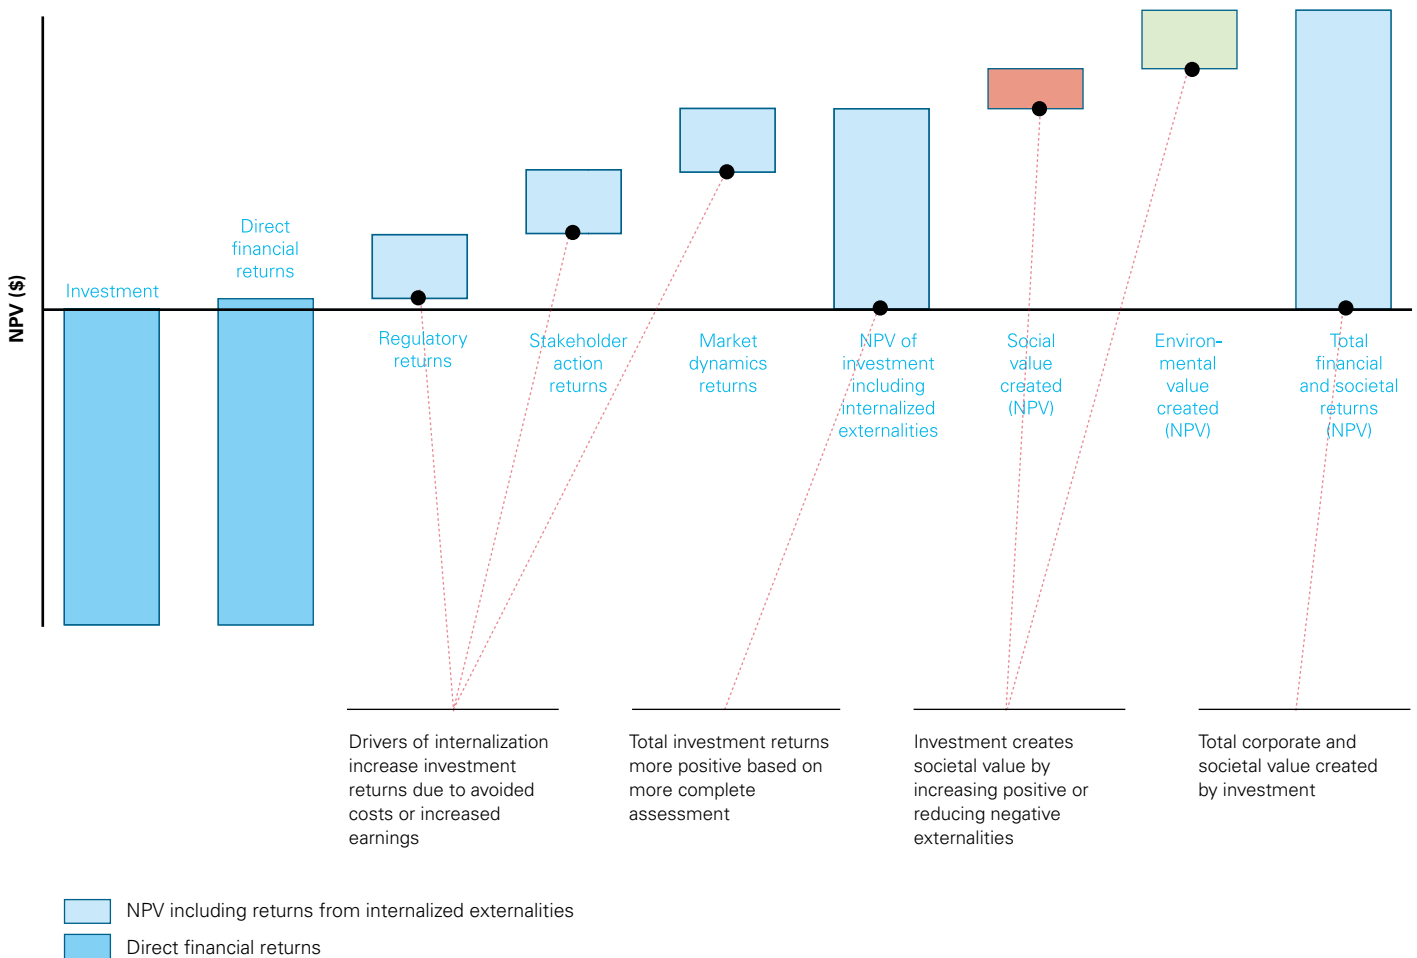 NPV ($)
Investment
Direct
financial
returns
Regulatory
returns
Stakeholder
action
returns
Market
dynamics
returns
NPV of
investment
including
internalized
externalities
Social
value
created
(NPV)
Environ-
mental
value
created
(NPV)
Total
financial
and societal
returns
(NPV)
Drivers of internalization
increase investment
returns due to avoided
costs or increased
earnings
Total investment returns
more positive based on
more complete
assessment
Investment creates
societal value by
increasing positive or
reducing negative
externalities
Total corporate and
societal value created
by investment
NPV including returns from internalized externalities
Direct financial returns